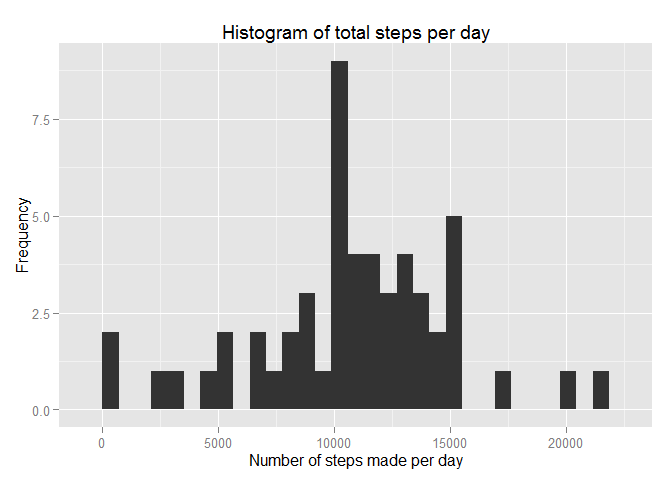 Histogram of total steps per day
Frequency
7.5
5.0
2.5
0.0
0 5000 10000 15000 20000
Number of steps made per day